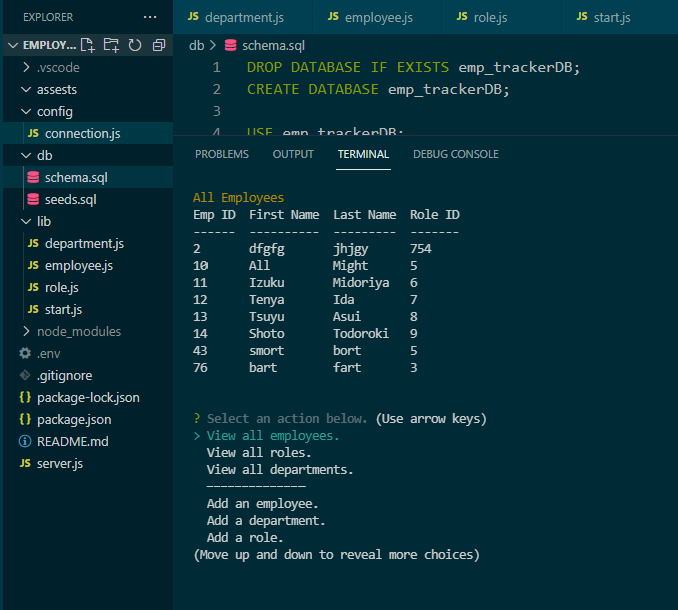 EXPLORER
EMPLOY...
.vscode
assests
config
JS connection.js
db
schema.sql
seeds.sql
lib
JS department.js
JS employee.js
JS role.js
JS start.js
node_modules
.env
.gitignore
{} package-lock.json
{} package.json
README.md
JS server.js
JS department.js JS employee.js JS role.js JS start.js
db > schema.sql
1 DROP DATABASE IF EXISTS emp_trackerDB;
2 CREATE DATABASE emp_trackerDB;
3
4 USE emp_trackerDB;
PROBLEMS OUTPUT TERMINAL DEBUG CONSOLE
All Employees
Emp ID First Name Last Name Role ID
------ ---------- --------- -------
2 dfgfg jhjgy 754
10 All Might 5
11 Izuku Midoriya 6
12 Tenya Ida 7
13 Tsuyu Asui 8
14 Shoto Todoroki 9
43 smort bort 5
76 bart fart 3
? Select an action below. (Use arrow keys)
> View all employees.
View all roles.
View all departments.
──────────────
Add an employee.
Add a department.
Add a role.
(Move up and down to reveal more choices)